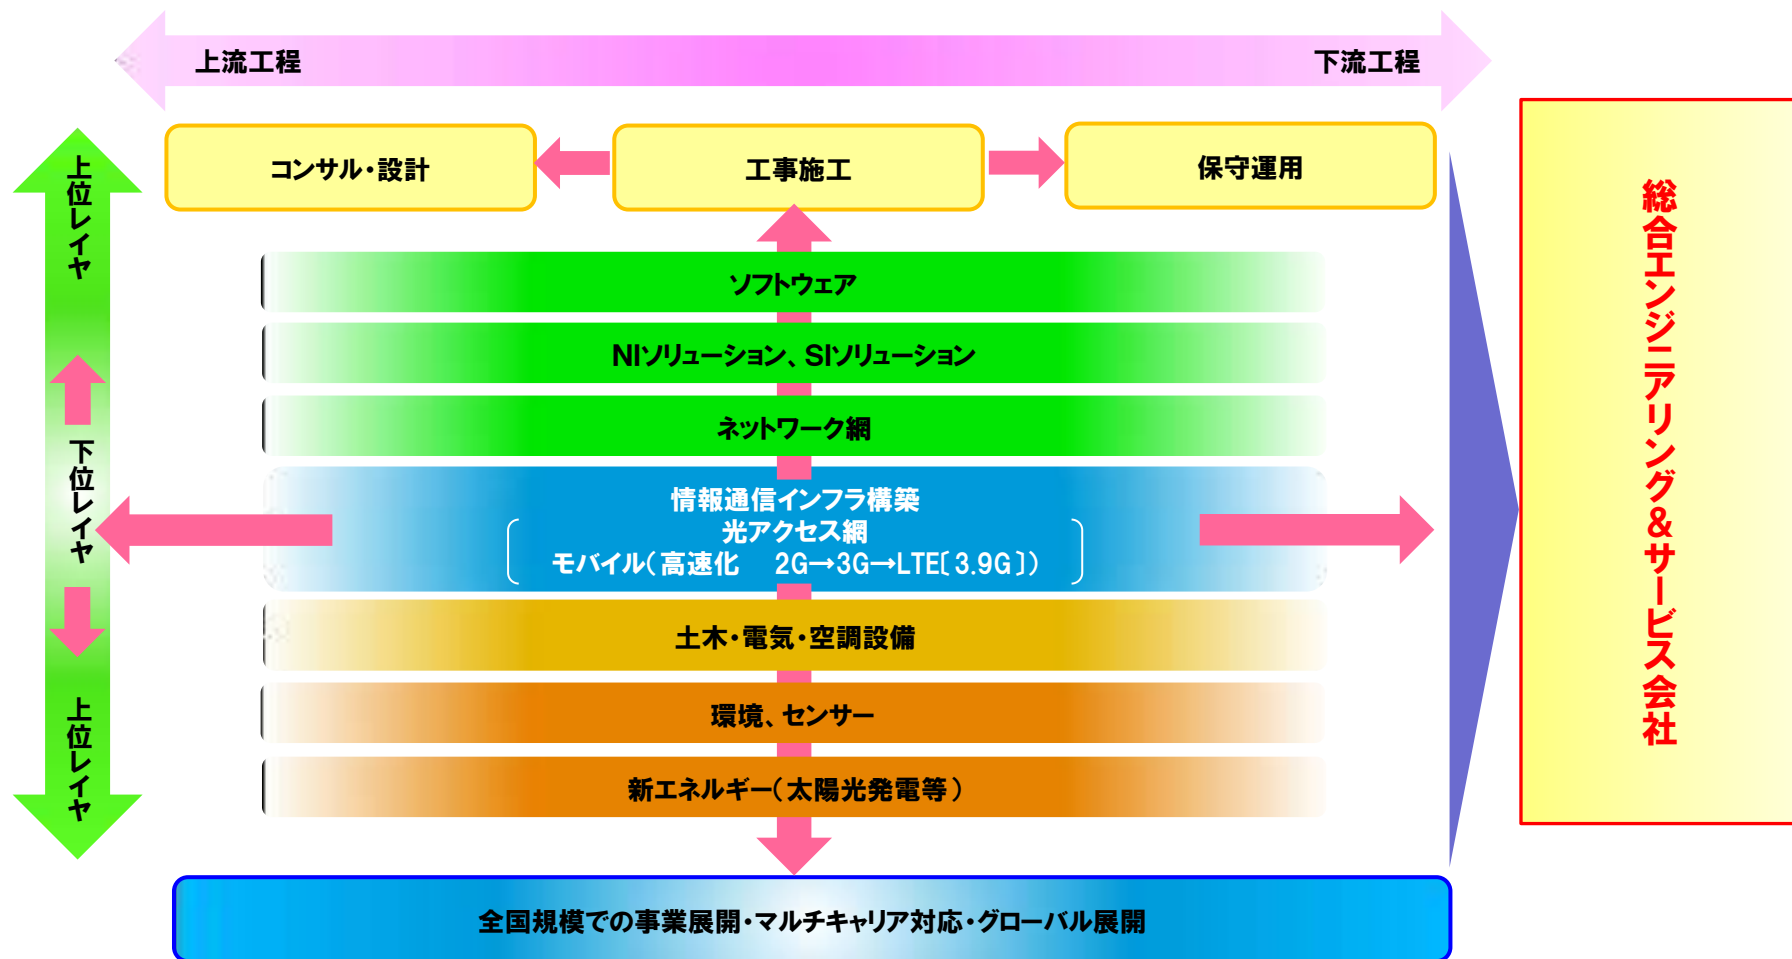 上流工程
下流工程
コンサル・設計
工事施工
保守運用
上位レイヤ
下位レイヤ
上位レイヤ
ソフトウェア
NIソリューション、SIソリューション
ネットワーク網
情報通信インフラ構築
光アクセス網
モバイル(高速化　2G→3G→LTE[3.9G])
土木・電気・空調設備
環境、センサー
新エネルギー(太陽光発電等)
全国規模での事業展開・マルチキャリア対応・グローバル展開
総合エンジニアリング&サービス会社